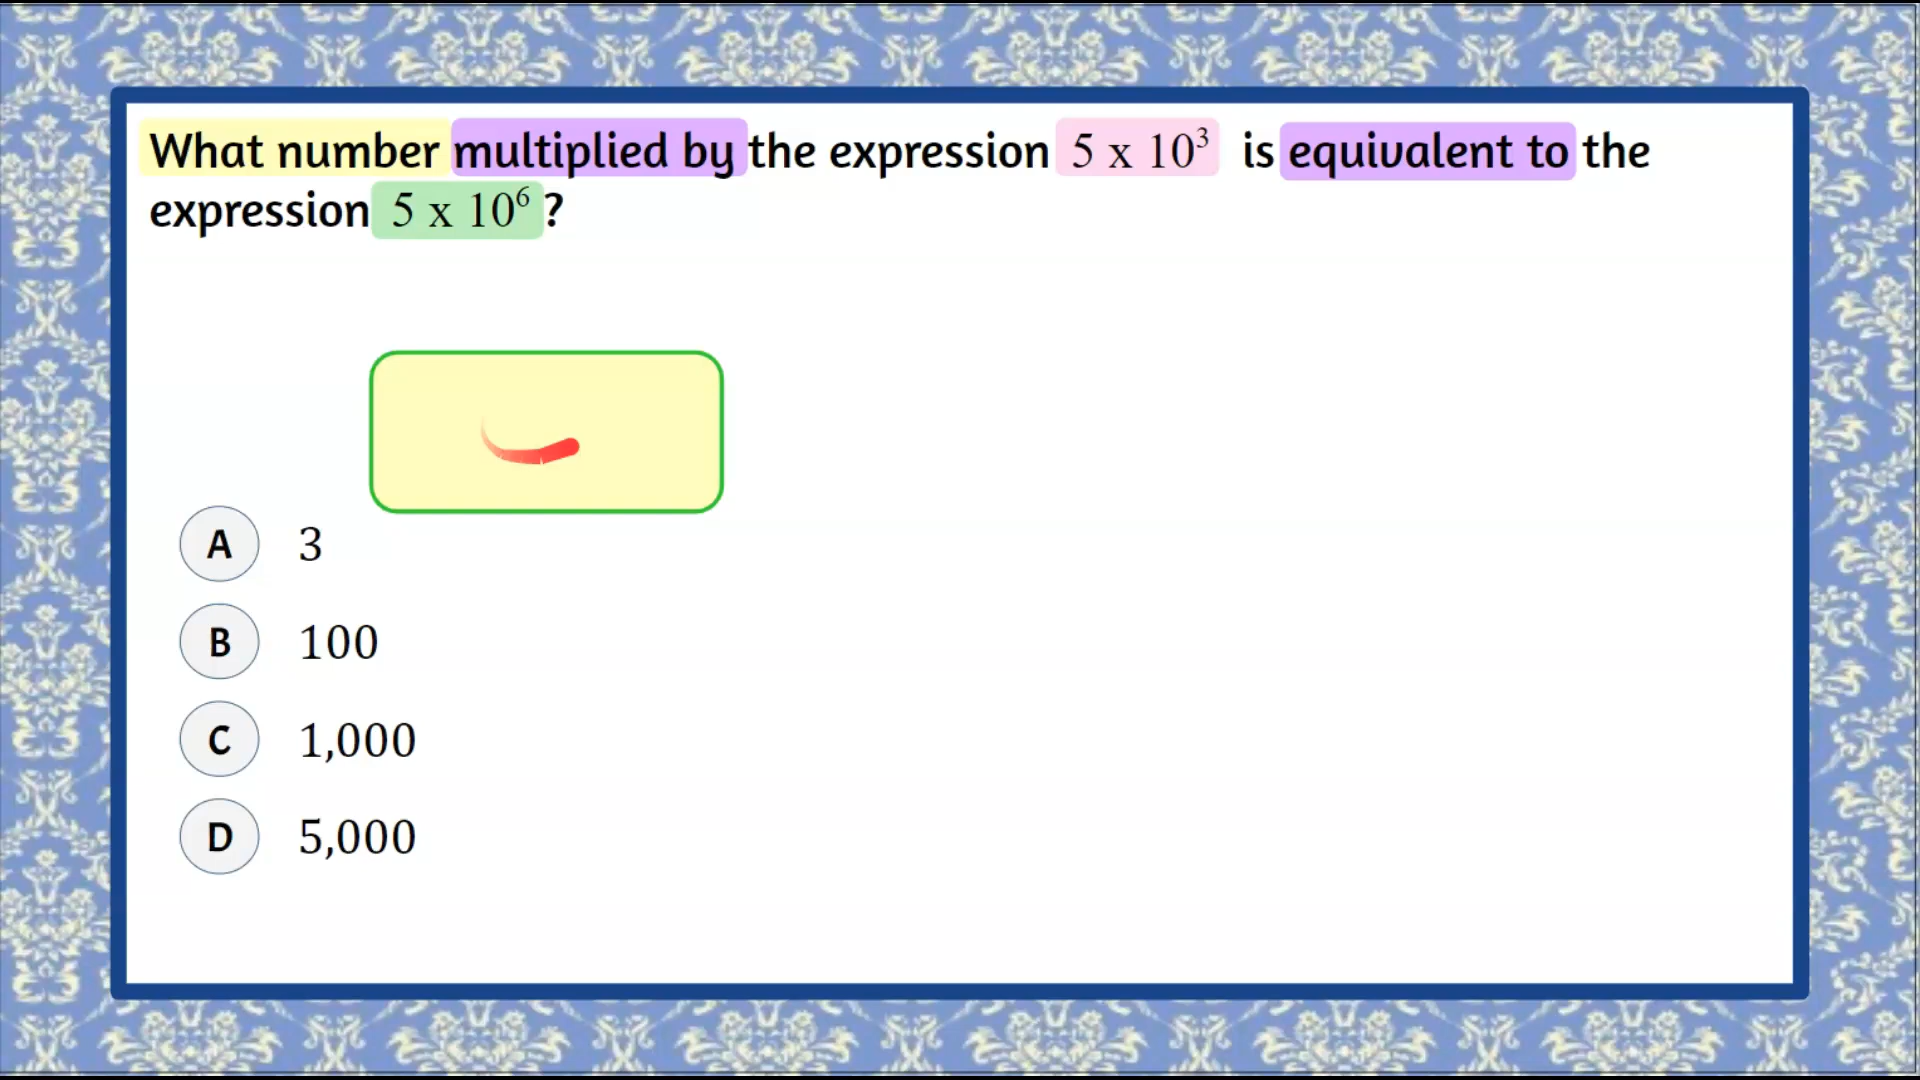 What number multiplied by the expression 5 x 10³ is equivalent to the
expression 5 x 10⁶ ?
A 3
B 100
C 1,000
D 5,000